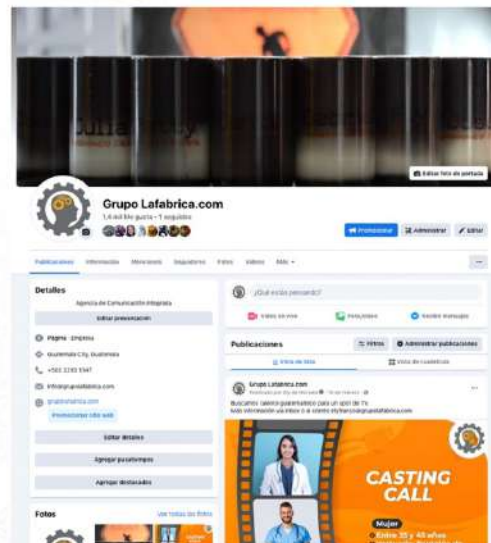 Editar foto de portada
Grupo Lafabrica.com
1,4 mil Me gusta • 1 seguidos
Promocionar
Administrar
Editar
Publicaciones
Información
Menciones
Seguidores
Fotos
Videos
Más
Detalles
Agencia de Comunicación Integrada
Editar presentación
Página · Empresa
Guatemala City, Guatemala
grupolafabrica.com
Promocionar sitio web
Editar detalles
Agregar pasatiempos
Agregar destacados
Fotos
Ver todas las fotos
¿Qué estás pensando?
Video en vivo
Foto/video
Recibir mensajes
Publicaciones
Filtros
Administrar publicaciones
Vista de lista
Vista de cuadrícula
Grupo Lafabrica.com
Buscamos talento guatemalteco para un spot de TV.
CASTING
CALL
Mujer
Entre 35 y 45 años